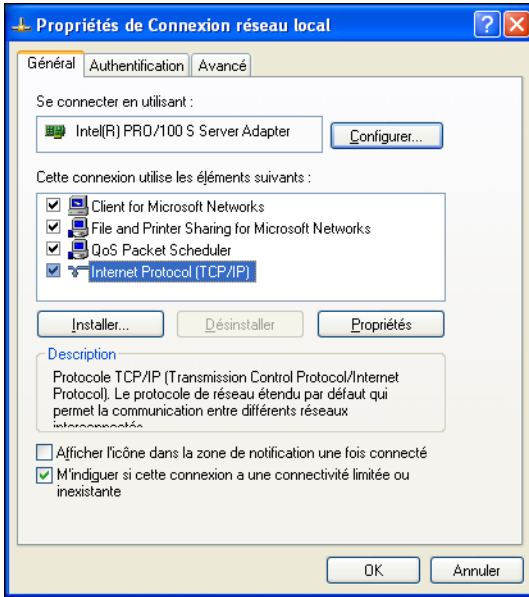 Propriétés de Connexion réseau local
Général Authentification Avancé
Se connecter en utilisant :
Intel(R) PRO/100 S Server Adapter
Configurer...
Cette connexion utilise les éléments suivants :
Client for Microsoft Networks
File and Printer Sharing for Microsoft Networks
QoS Packet Scheduler
Internet Protocol (TCP/IP)
Installer... Désinstaller Propriétés
Description
Protocole TCP/IP (Transmission Control Protocol/Internet
Protocol). Le protocole de réseau étendu par défaut qui
permet la communication entre différents réseaux
interconnectés.
Afficher l'icône dans la zone de notification une fois connecté
M'indiguer si cette connexion a une connectivité limitée ou
inexistante
OK Annuler